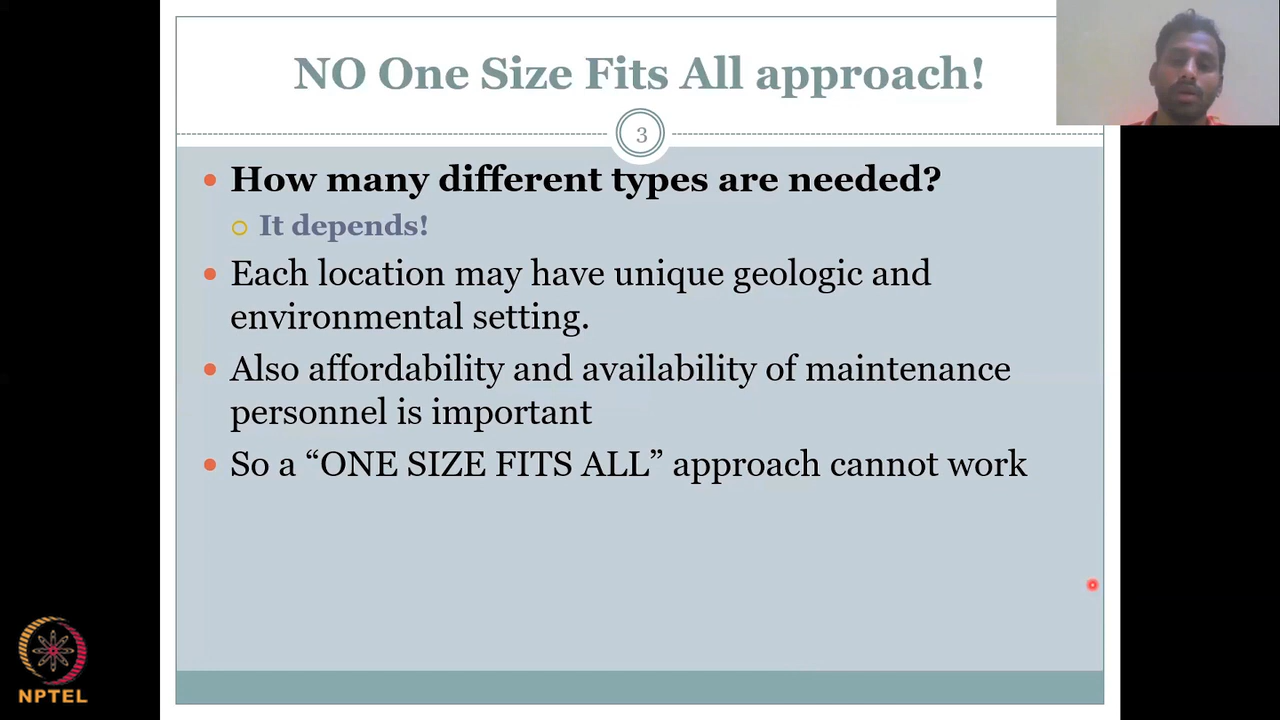 NO One Size Fits All approach!
3
How many different types are needed?
It depends!
Each location may have unique geologic and
environmental setting.
Also affordability and availability of maintenance
personnel is important
So a “ONE SIZE FITS ALL” approach cannot work
NPTEL